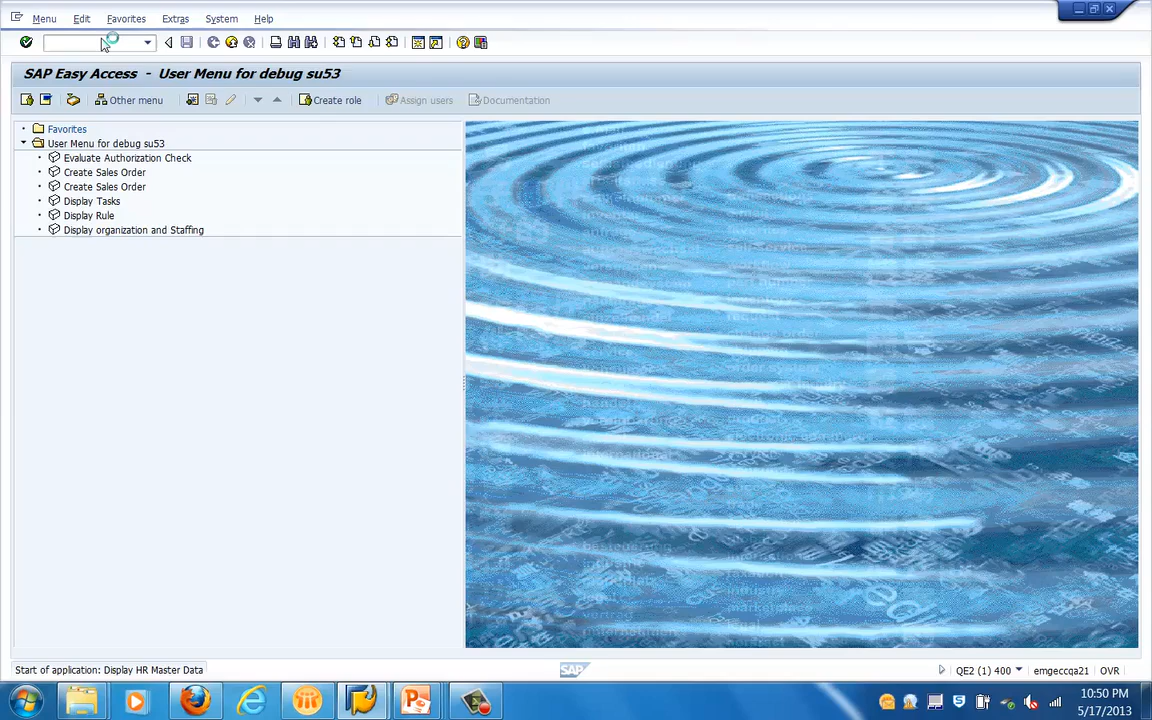 Menu Edit Favorites Extras System Help
SAP Easy Access - User Menu for debug su53
Other menu Create role Assign users Documentation
Favorites
User Menu for debug su53
Evaluate Authorization Check
Create Sales Order
Create Sales Order
Display Tasks
Display Rule
Display organization and Staffing
Start of application: Display HR Master Data
SAP
QE2 (1) 400 emgeccqa21 OVR
10:50 PM
5/17/2013